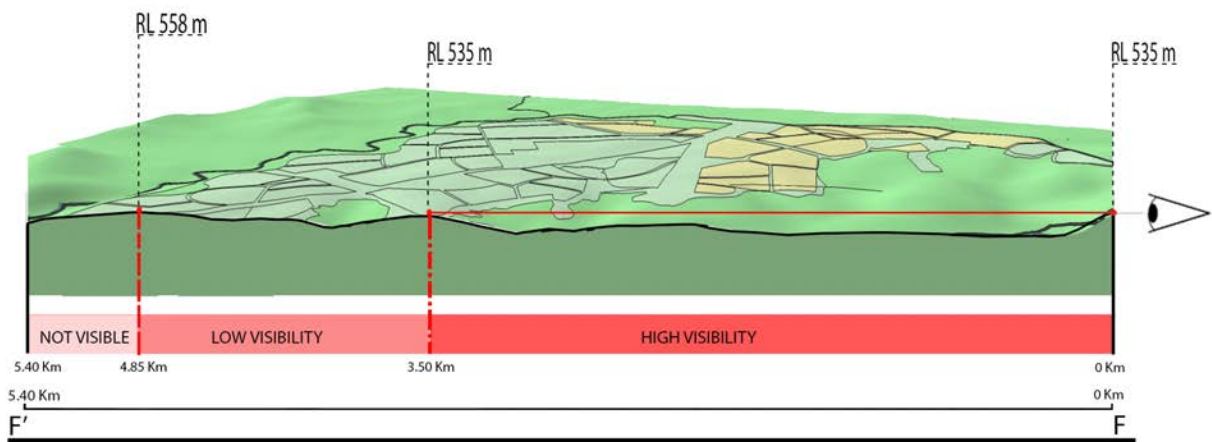 RL 558 m
RL 535 m
RL 535 m
NOT VISIBLE
LOW VISIBILITY
HIGH VISIBILITY
5.40 Km
4.85 Km
3.50 Km
0 Km
5.40 Km
0 Km
F'
F